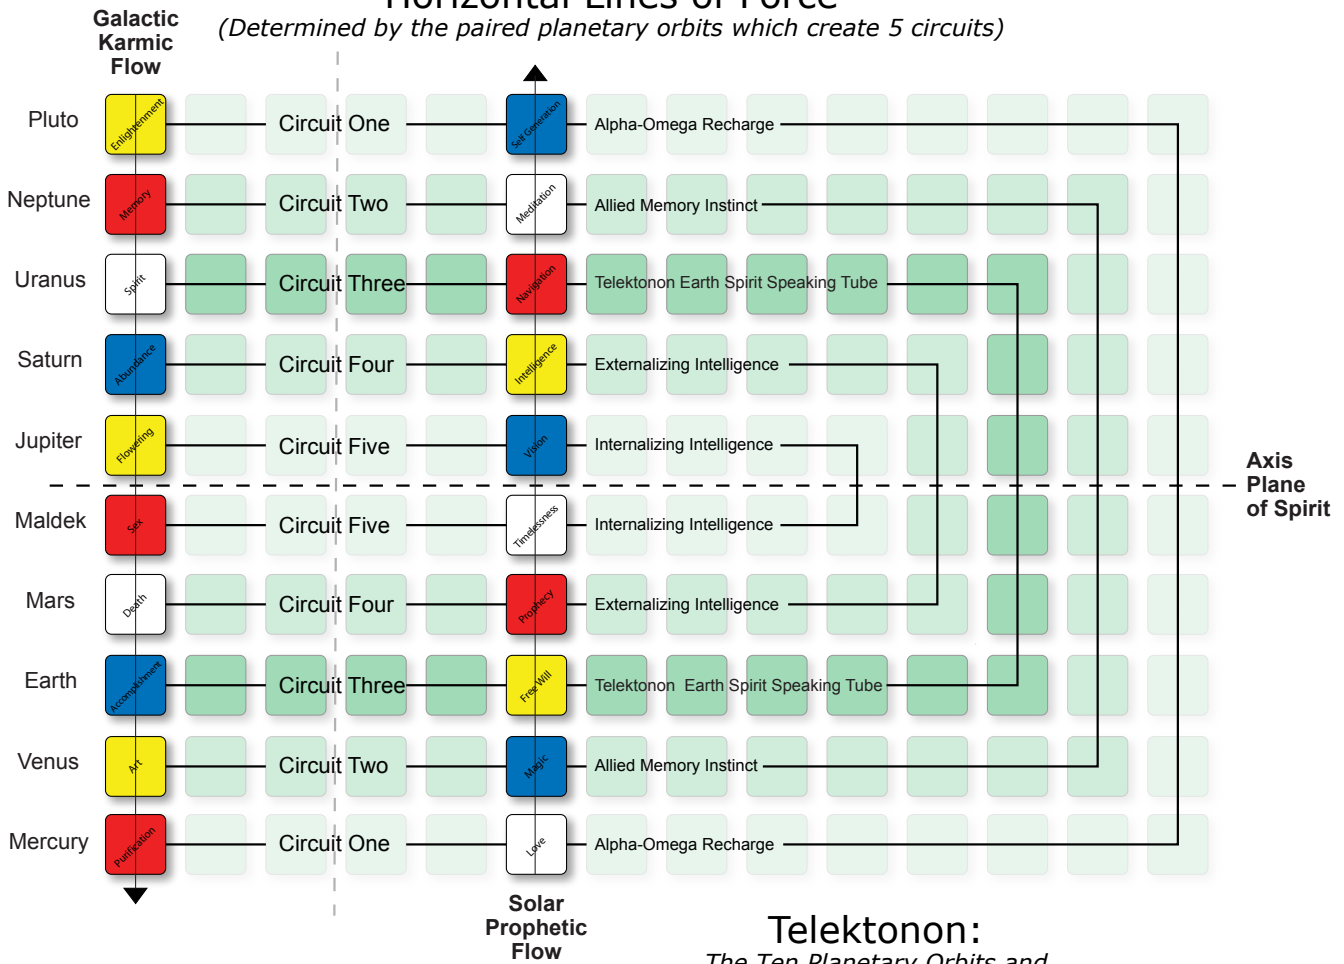 Horizontal Lines of Force
(Determined by the paired planetary orbits which create 5 circuits)
Galactic
Karmic
Flow
Pluto Enlightenment Circuit One Self Generation Alpha-Omega Recharge
Neptune Memory Circuit Two Meditation Allied Memory Instinct
Uranus Spirit Circuit Three Navigation Telektonon Earth Spirit Speaking Tube
Saturn Abundance Circuit Four Intelligence Externalizing Intelligence
Jupiter Flowering Circuit Five Vision Internalizing Intelligence
Axis
Plane
of Spirit
Maldek Sex Circuit Five Timelessness Internalizing Intelligence
Mars Death Circuit Four Prophecy Externalizing Intelligence
Earth Accomplishment Circuit Three Free Will Telektonon Earth Spirit Speaking Tube
Venus Art Circuit Two Magic Allied Memory Instinct
Mercury Purification Circuit One Love Alpha-Omega Recharge
Solar
Prophetic
Flow
Telektonon:
The Ten Planetary Orbits and